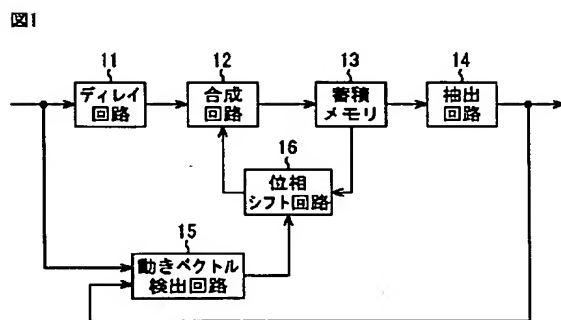 図1
11
ディレイ
回路
12
合成
回路
13
蓄積
メモリ
14
抽出
回路
16
位相
シフト回路
15
動きベクトル
検出回路